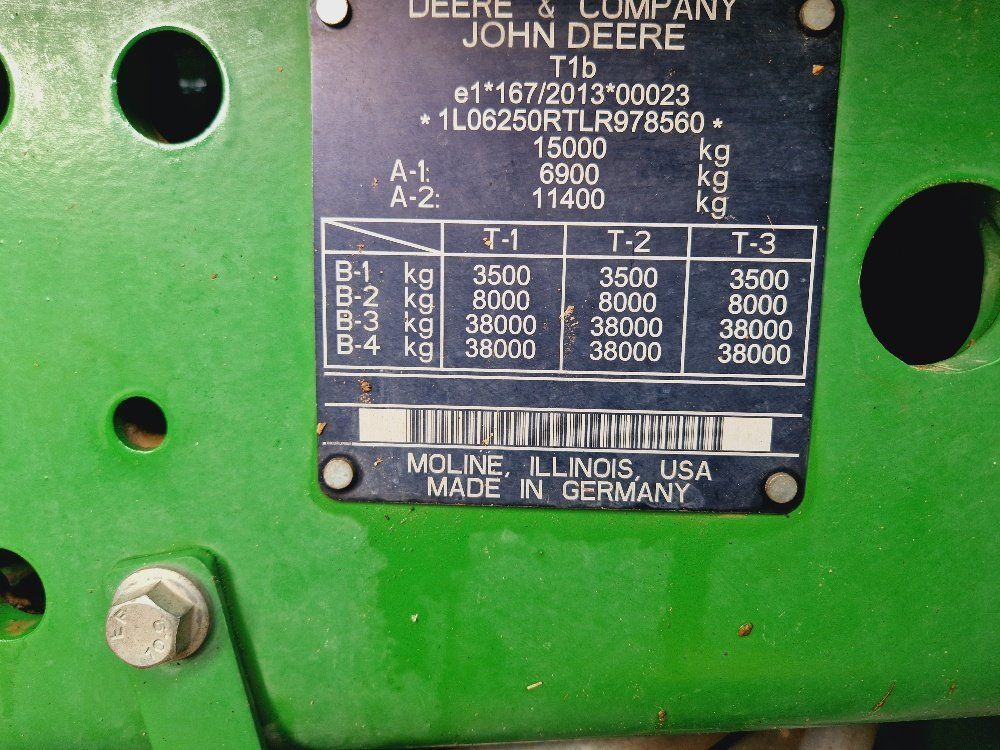 DEERE & COMPANY
JOHN DEERE
T1b
e1*167/2013*00023
* 1L06250RTLR978560 *
15000 kg
A-1: 6900 kg
A-2: 11400 kg
T-1 T-2 T-3
B-1 kg 3500 3500 3500
B-2 kg 8000 8000 8000
B-3 kg 38000 38000 38000
B-4 kg 38000 38000 38000
MOLINE, ILLINOIS, USA
MADE IN GERMANY